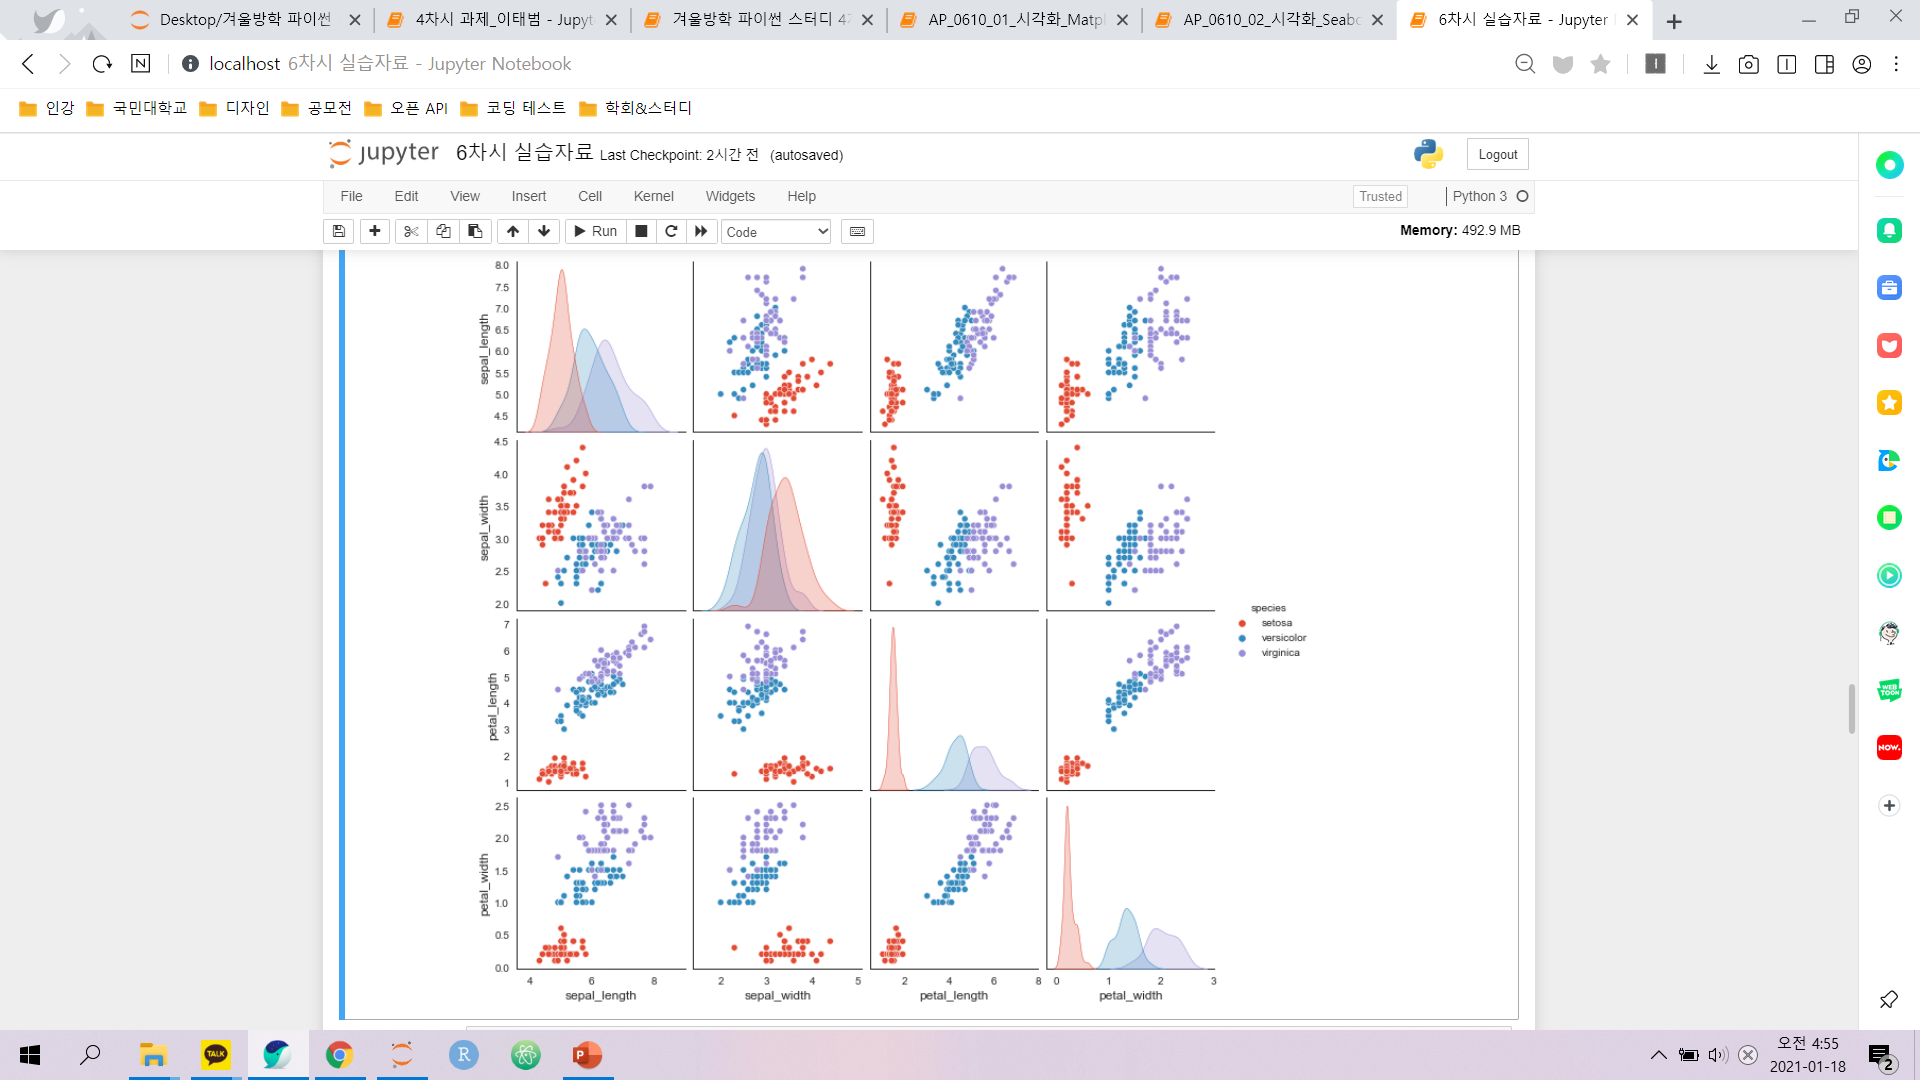 Desktop/겨울방학 파이썬
4차시 과제_이태범 - Jupyt
겨울방학 파이썬 스터디 4
AP_0610_01_시각화_Matp
AP_0610_02_시각화_Seab
6차시 실습자료 - Jupyter
N localhost 6차시 실습자료 - Jupyter Notebook
인강 국민대학교 디자인 공모전 오픈 API 코딩 테스트 학회&스터디
jupyter 6차시 실습자료 Last Checkpoint: 2시간 전 (autosaved)
Logout
File Edit View Insert Cell Kernel Widgets Help
Trusted Python 3
Run Code
Memory: 492.9 MB
8.0
7.5
7.0
6.5
6.0
5.5
5.0
4.5
sepal_length
4.5
4.0
3.5
3.0
2.5
2.0
sepal_width
species
setosa
versicolor
virginica
7
6
5
4
3
2
1
petal_length
2.5
2.0
1.5
1.0
0.5
0.0
petal_width
4 6 8 2 3 4 5 2 4 6 8 0 1 2 3
sepal_length sepal_width petal_length petal_width
WEB
TOON
NOW.
TALK
R
P
오전 4:55
2021-01-18
2